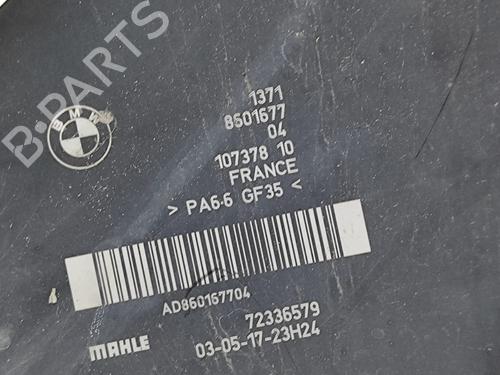 B-PARTS
BMW
1371
8601677
04
107378 10
FRANCE
> PA6·6 GF35 <
AD860167704
72336579
MAHLE 03-05-17-23H24